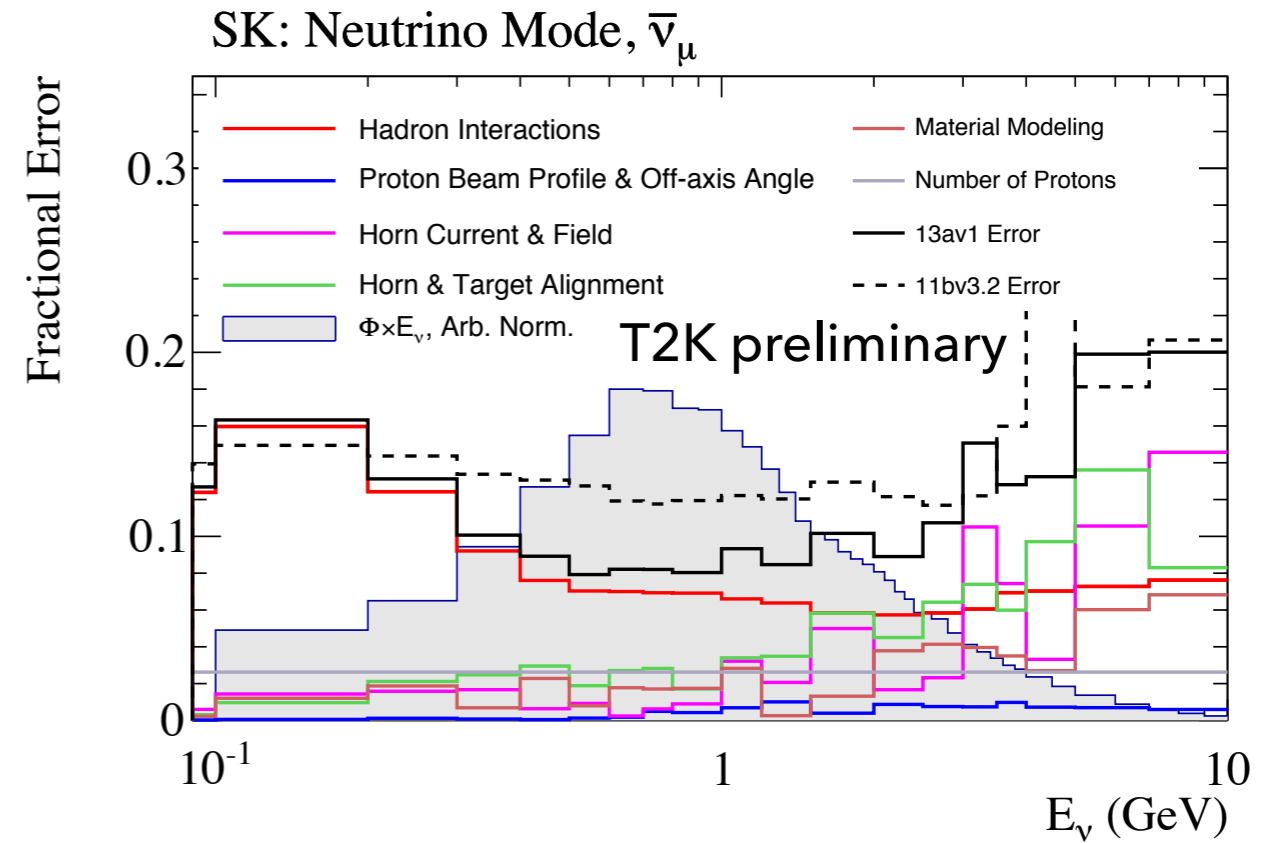 SK: Neutrino Mode, ν̅μ
Fractional Error
Hadron Interactions
Proton Beam Profile & Off-axis Angle
Horn Current & Field
Horn & Target Alignment
Φ×Eν, Arb. Norm.
Material Modeling
Number of Protons
13av1 Error
11bv3.2 Error
T2K preliminary
0.3
0.2
0.1
0
10⁻¹
1
10
Eν (GeV)